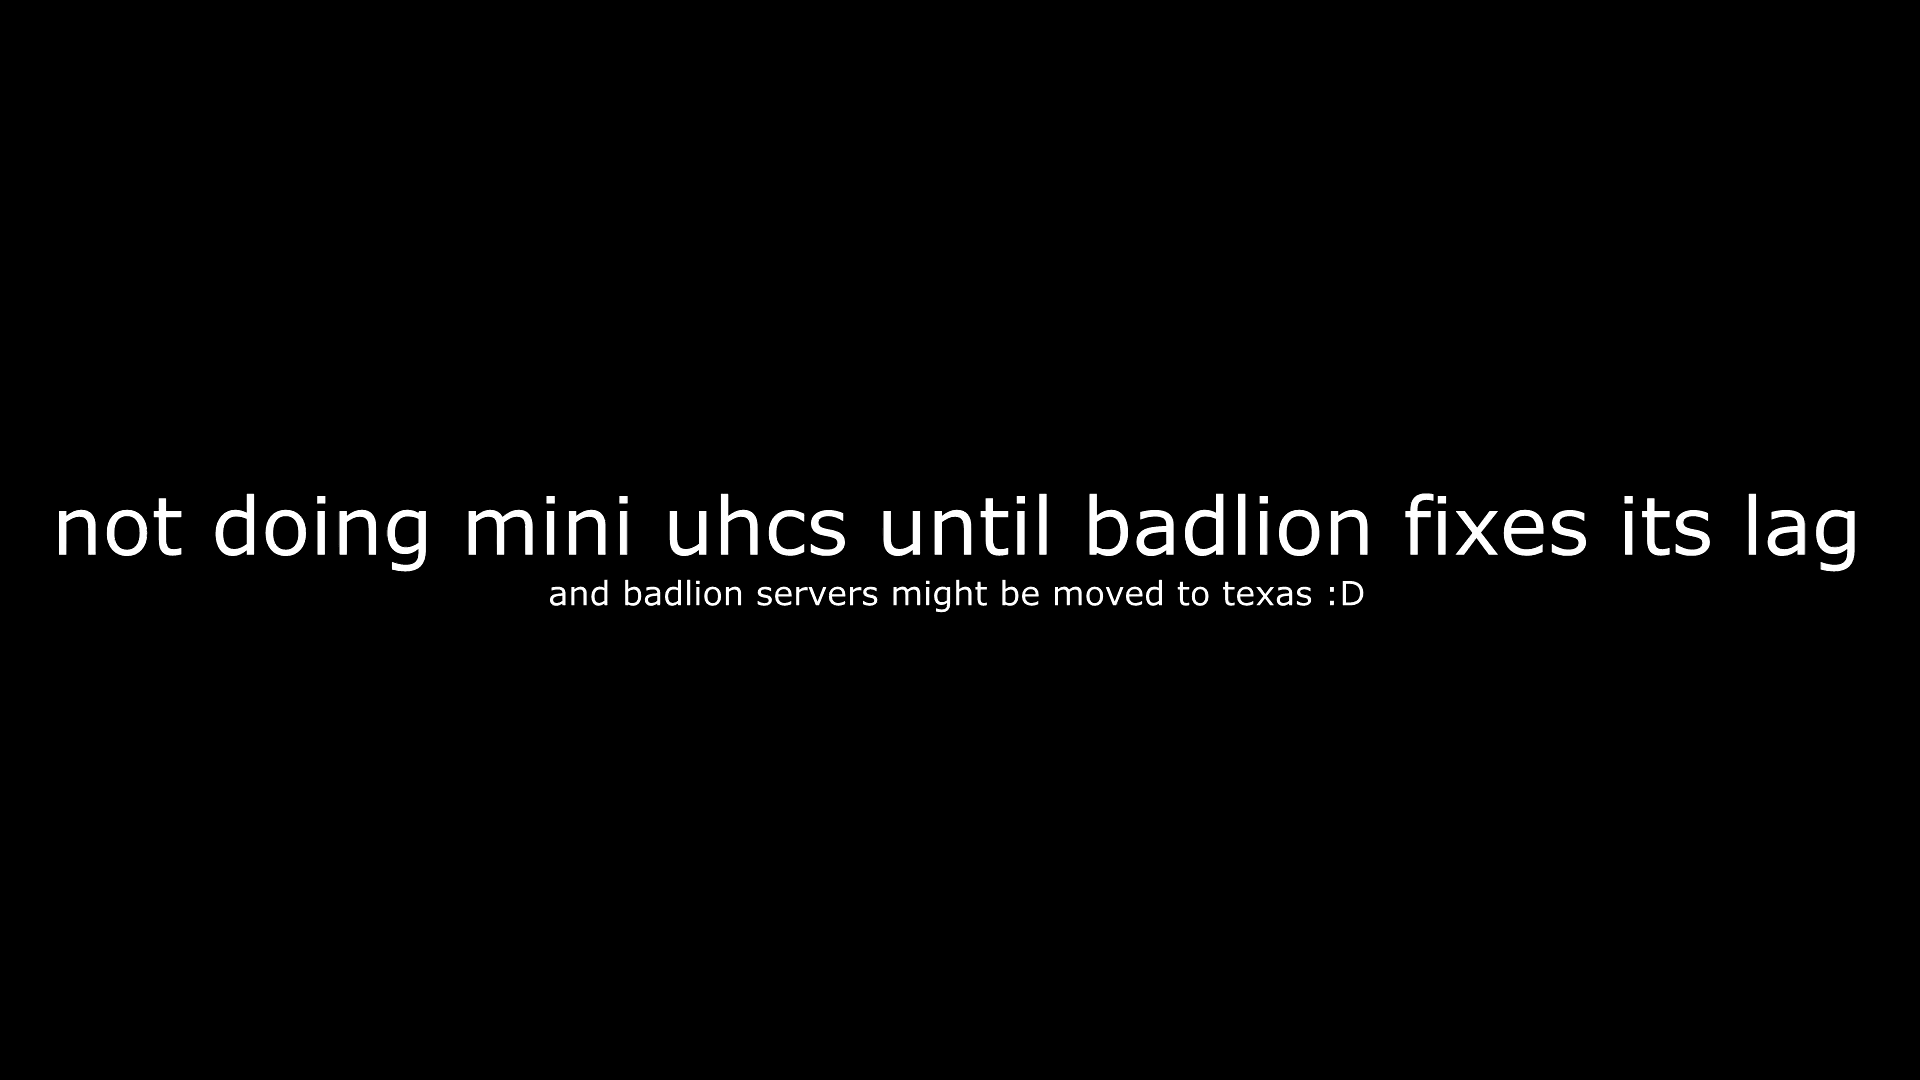 not doing mini uhcs until badlion fixes its lag
and badlion servers might be moved to texas :D